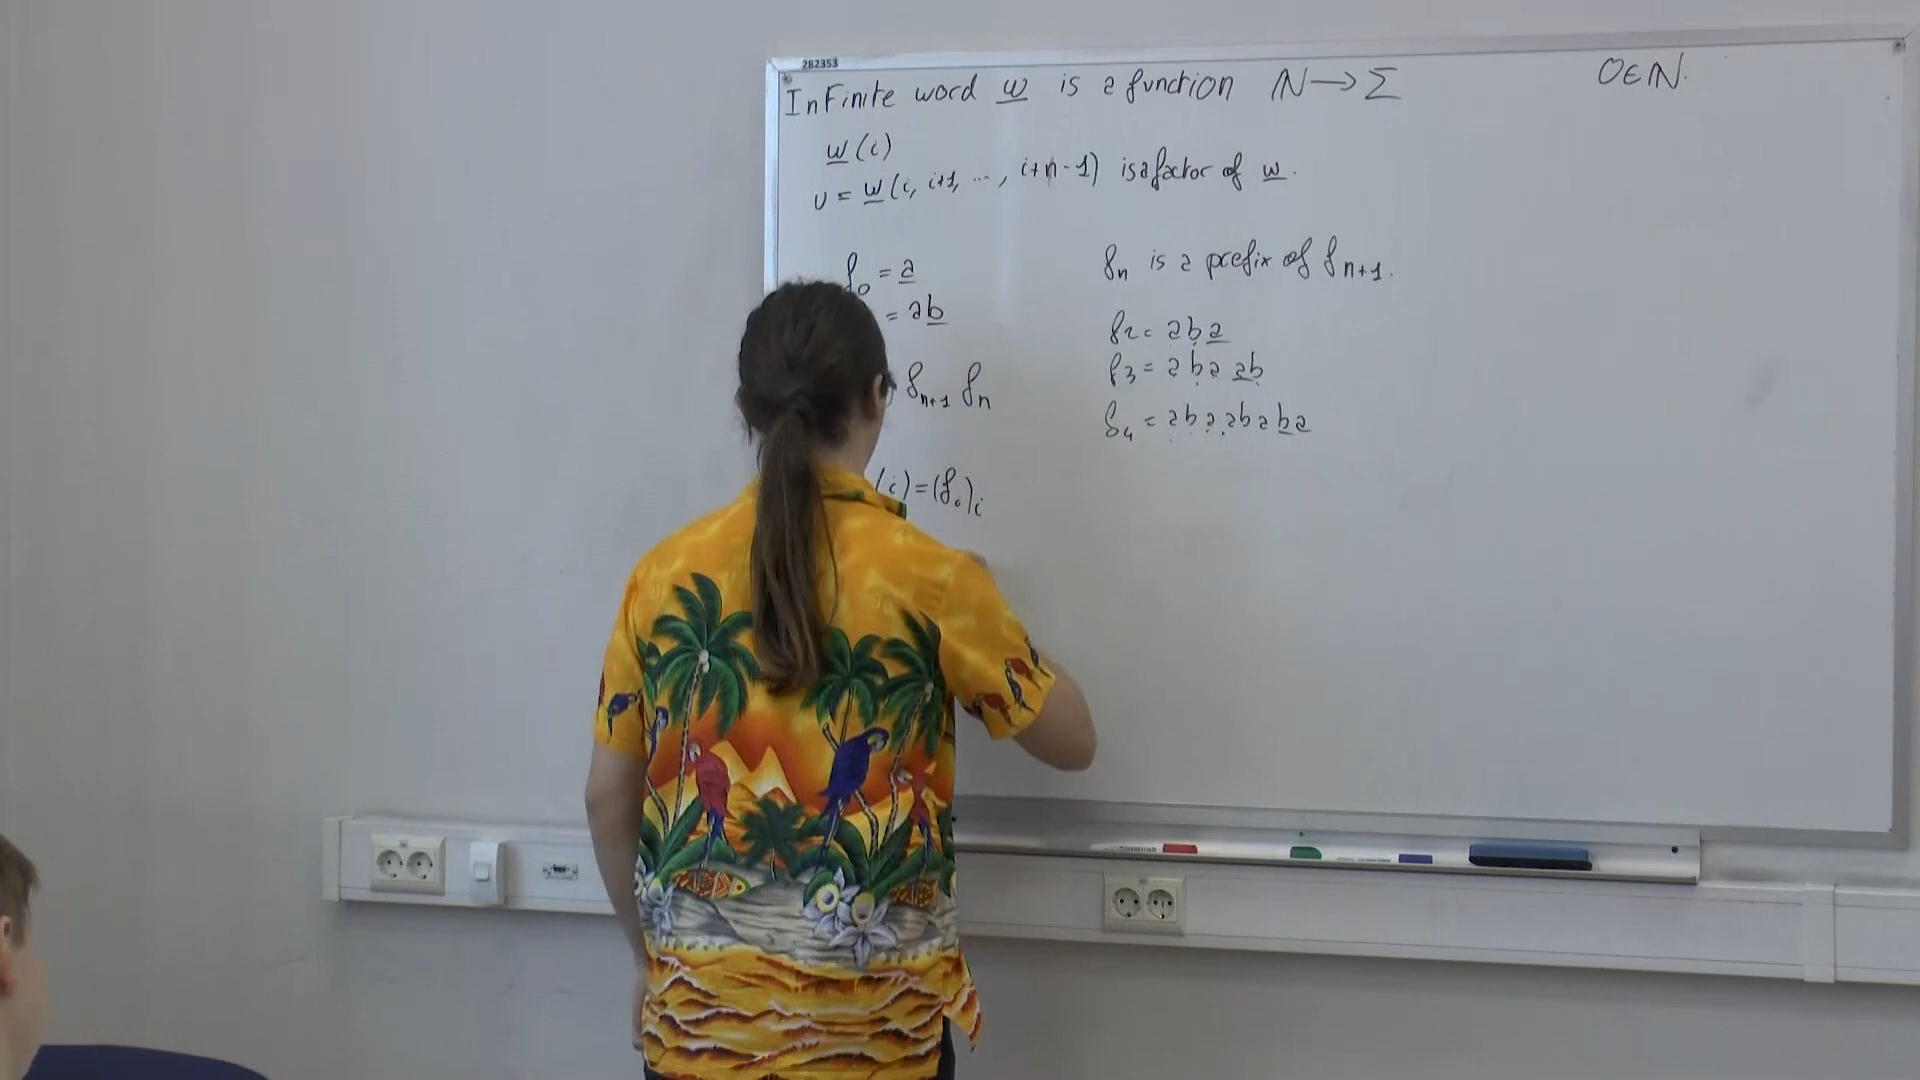 282353
Infinite word w is a function ℕ → Σ
0∈ℕ.
w(i)
u = w(i, i+1, ..., i+n-1) is a factor of w.
f₀ = a
= ab
fₙ₊₁ fₙ
(i) = (f₀)ᵢ
fₙ is a prefix of fₙ₊₁.
f₂ = aba
f₃ = abaab
f₄ = abaababa